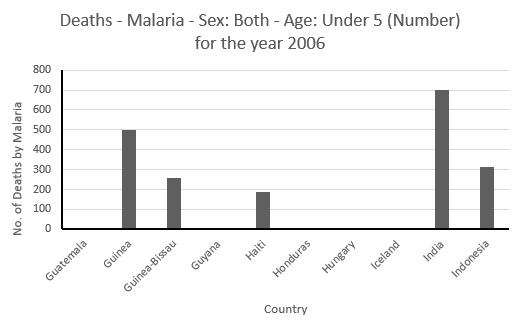 Deaths - Malaria - Sex: Both - Age: Under 5 (Number)
for the year 2006
800
700
600
500
400
300
200
100
0
No. of Deaths by Malaria
Guatemala
Guinea
Guinea-Bissau
Guyana
Haiti
Honduras
Hungary
Iceland
India
Indonesia
Country